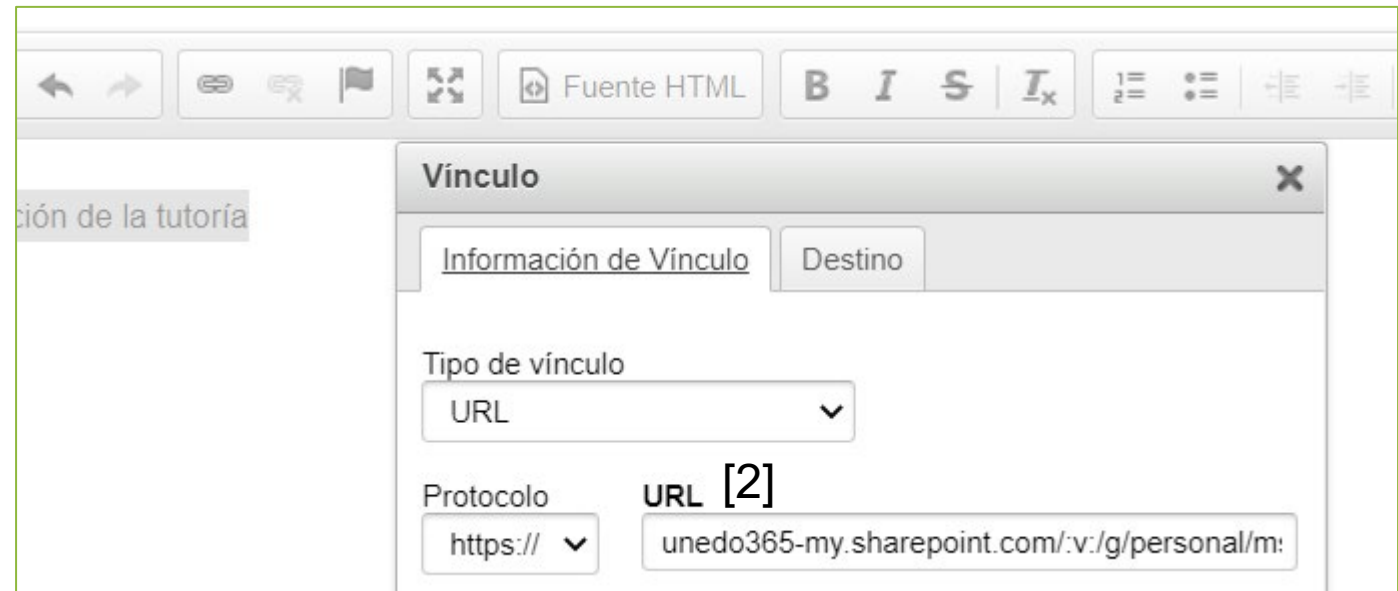 Fuente HTML B I S Ix
Vínculo
ción de la tutoría
Información de Vínculo Destino
Tipo de vínculo
URL
Protocolo URL [2]
https:// unedo365-my.sharepoint.com/:v:/g/personal/